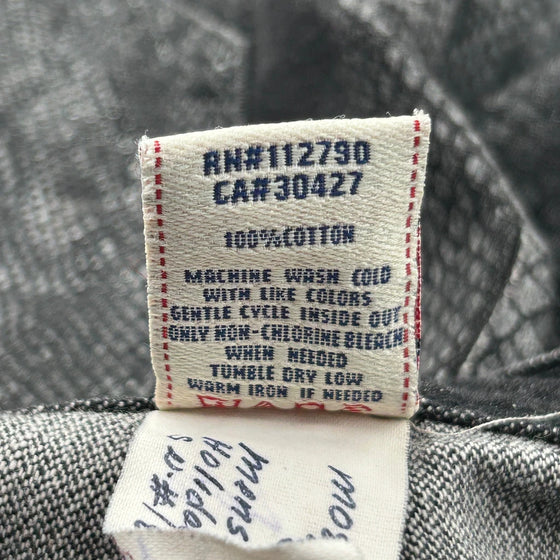 RN#112790
CA#30427
100%COTTON
MACHINE WASH COLD
WITH LIKE COLORS
GENTLE CYCLE INSIDE OUT
ONLY NON-CHLORINE BLEACH
WHEN NEEDED
TUMBLE DRY LOW
WARM IRON IF NEEDED
mens